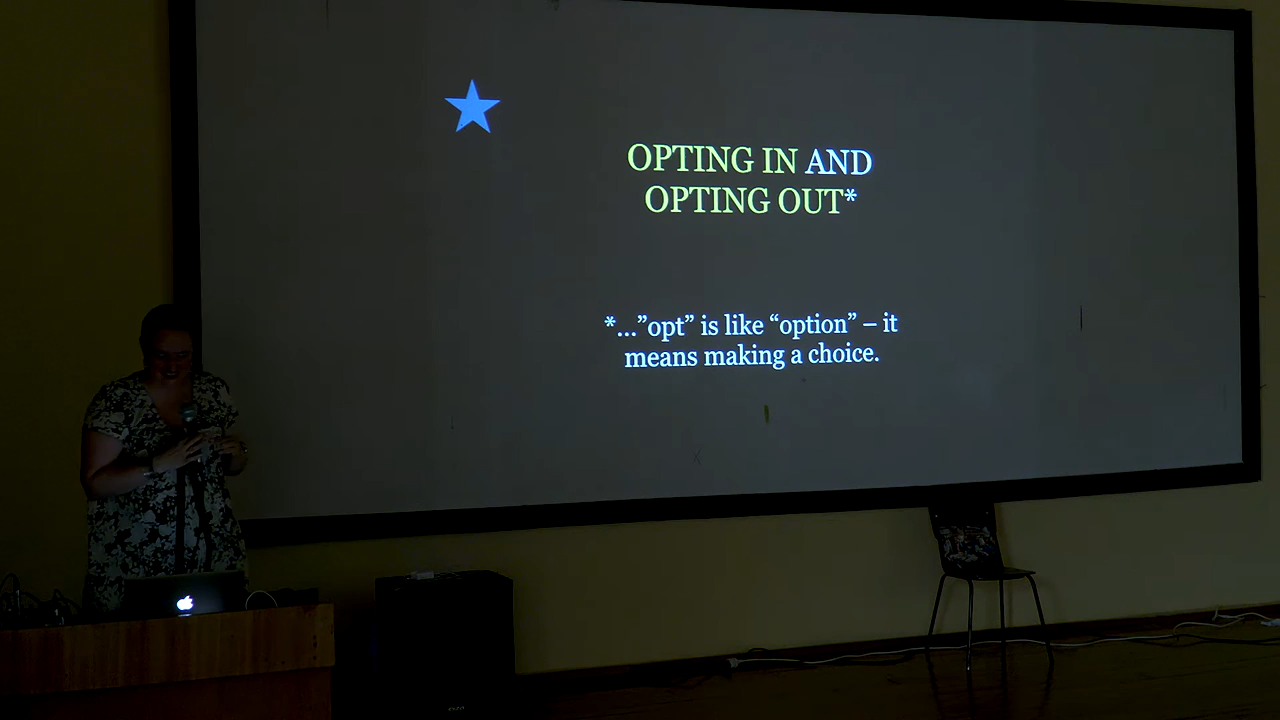 OPTING IN AND
OPTING OUT*
*...”opt” is like “option” – it
means making a choice.